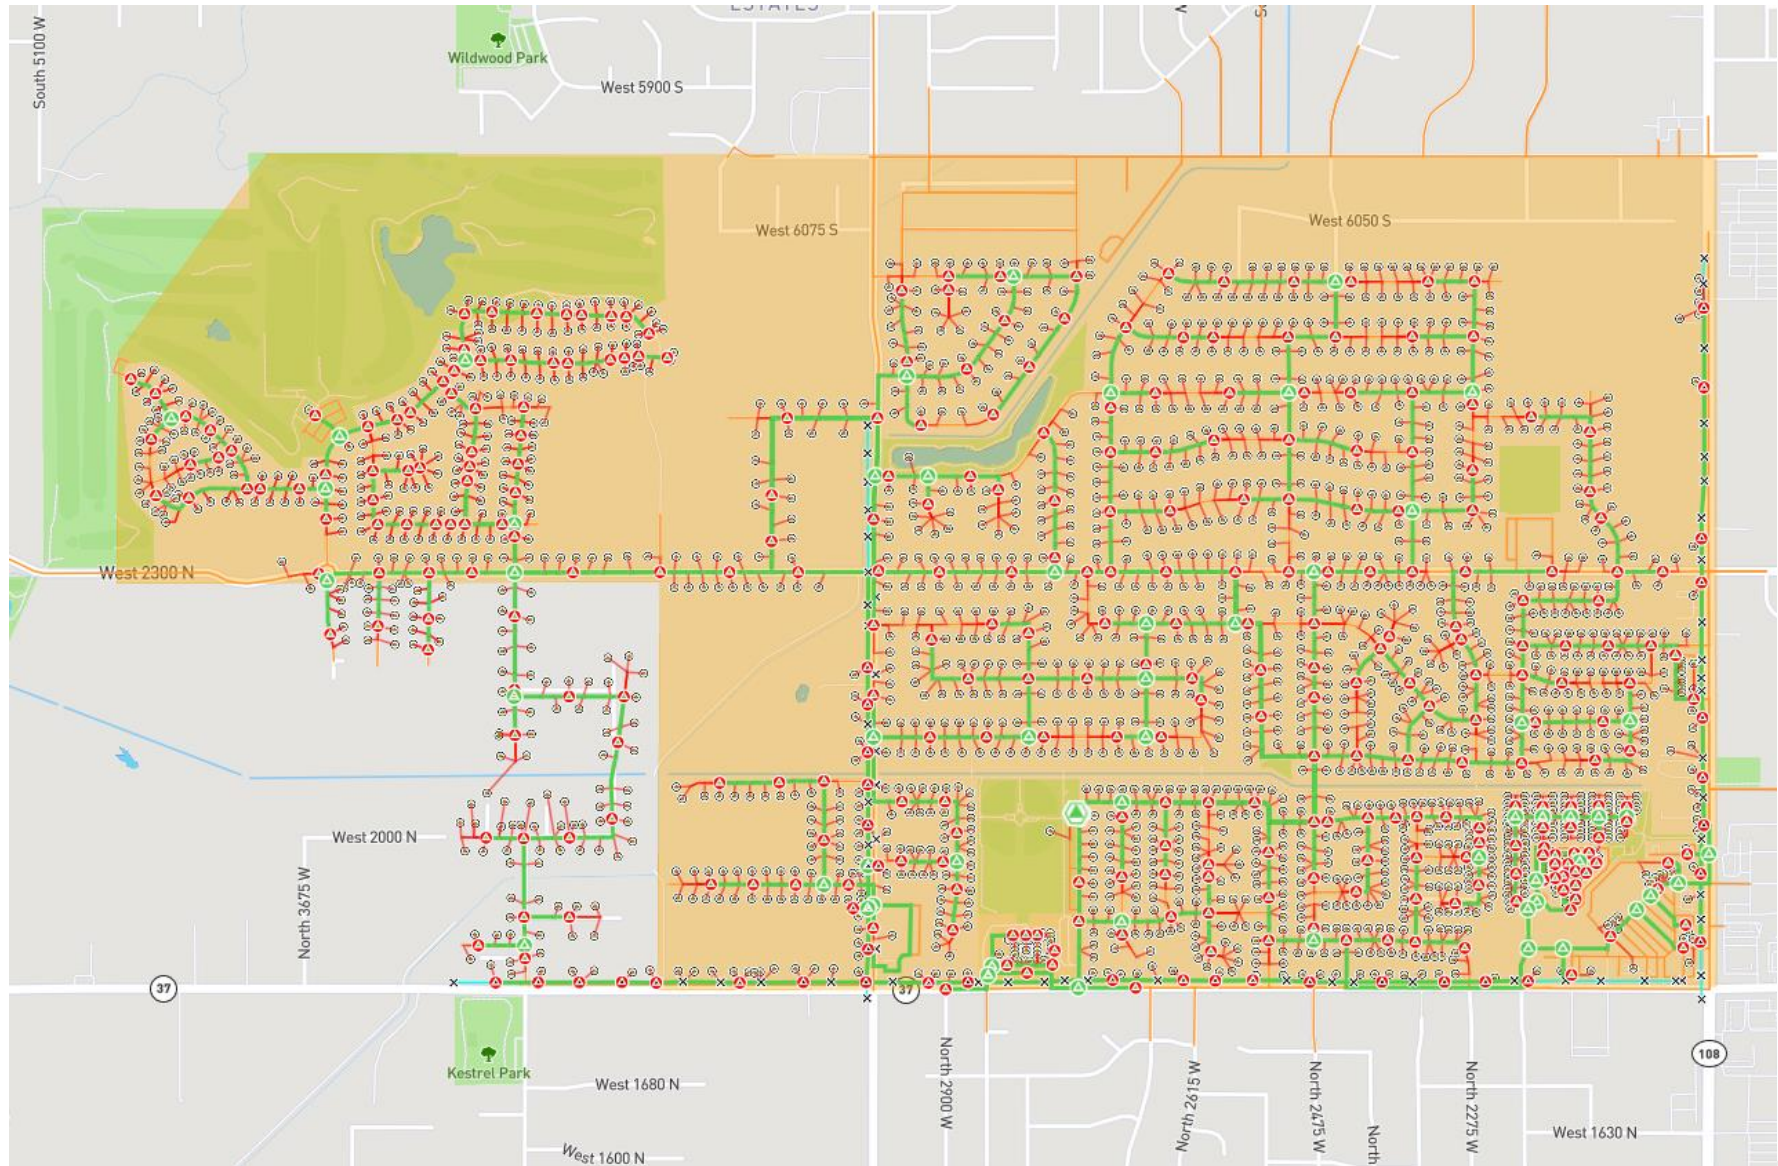 ESTATES
South 5100 W
Wildwood Park
West 5900 S
West 6075 S
West 6050 S
West 2300 N
West 2000 N
North 3675 W
37
37
108
Kestrel Park
West 1680 N
West 1600 N
North 2900 W
North 2615 W
North 2475 W
North
North 2275 W
West 1630 N